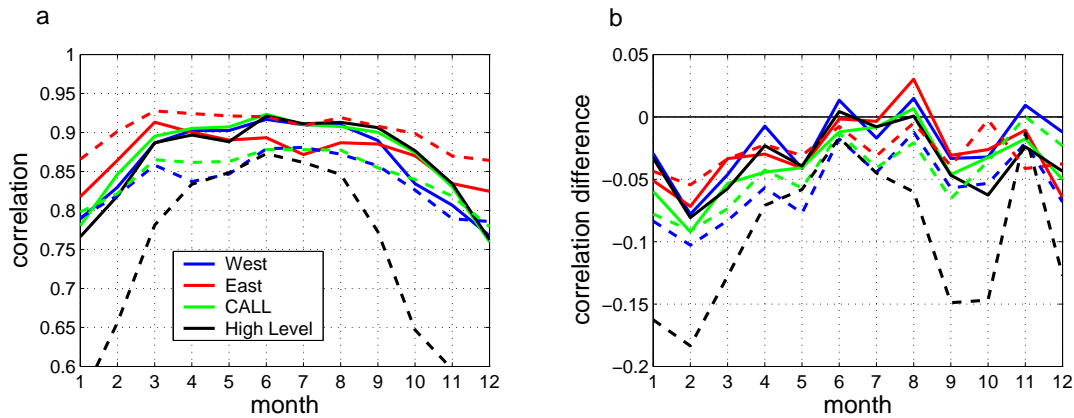 a
correlation
1
0.95
0.9
0.85
0.8
0.75
0.7
0.65
0.6
West
East
CALL
High Level
1 2 3 4 5 6 7 8 9 10 11 12
month
b
correlation difference
0.05
0
−0.05
−0.1
−0.15
−0.2
1 2 3 4 5 6 7 8 9 10 11 12
month